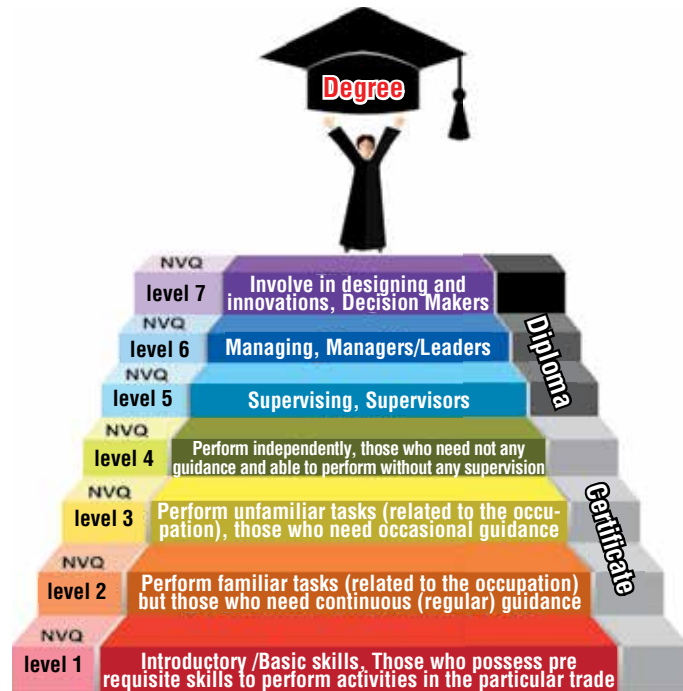 Degree
NVQ
level 7
Involve in designing and
innovations, Decision Makers
NVQ
level 6
Managing, Managers/Leaders
Diploma
NVQ
level 5
Supervising, Supervisors
NVQ
level 4
Perform independently, those who need not any
guidance and able to perform without any supervision
NVQ
level 3
Perform unfamiliar tasks (related to the occu-
pation), those who need occasional guidance
Certificate
NVQ
level 2
Perform familiar tasks (related to the occupation)
but those who need continuous (regular) guidance
NVQ
level 1
Introductory /Basic skills, Those who possess pre
requisite skills to perform activities in the particular trade